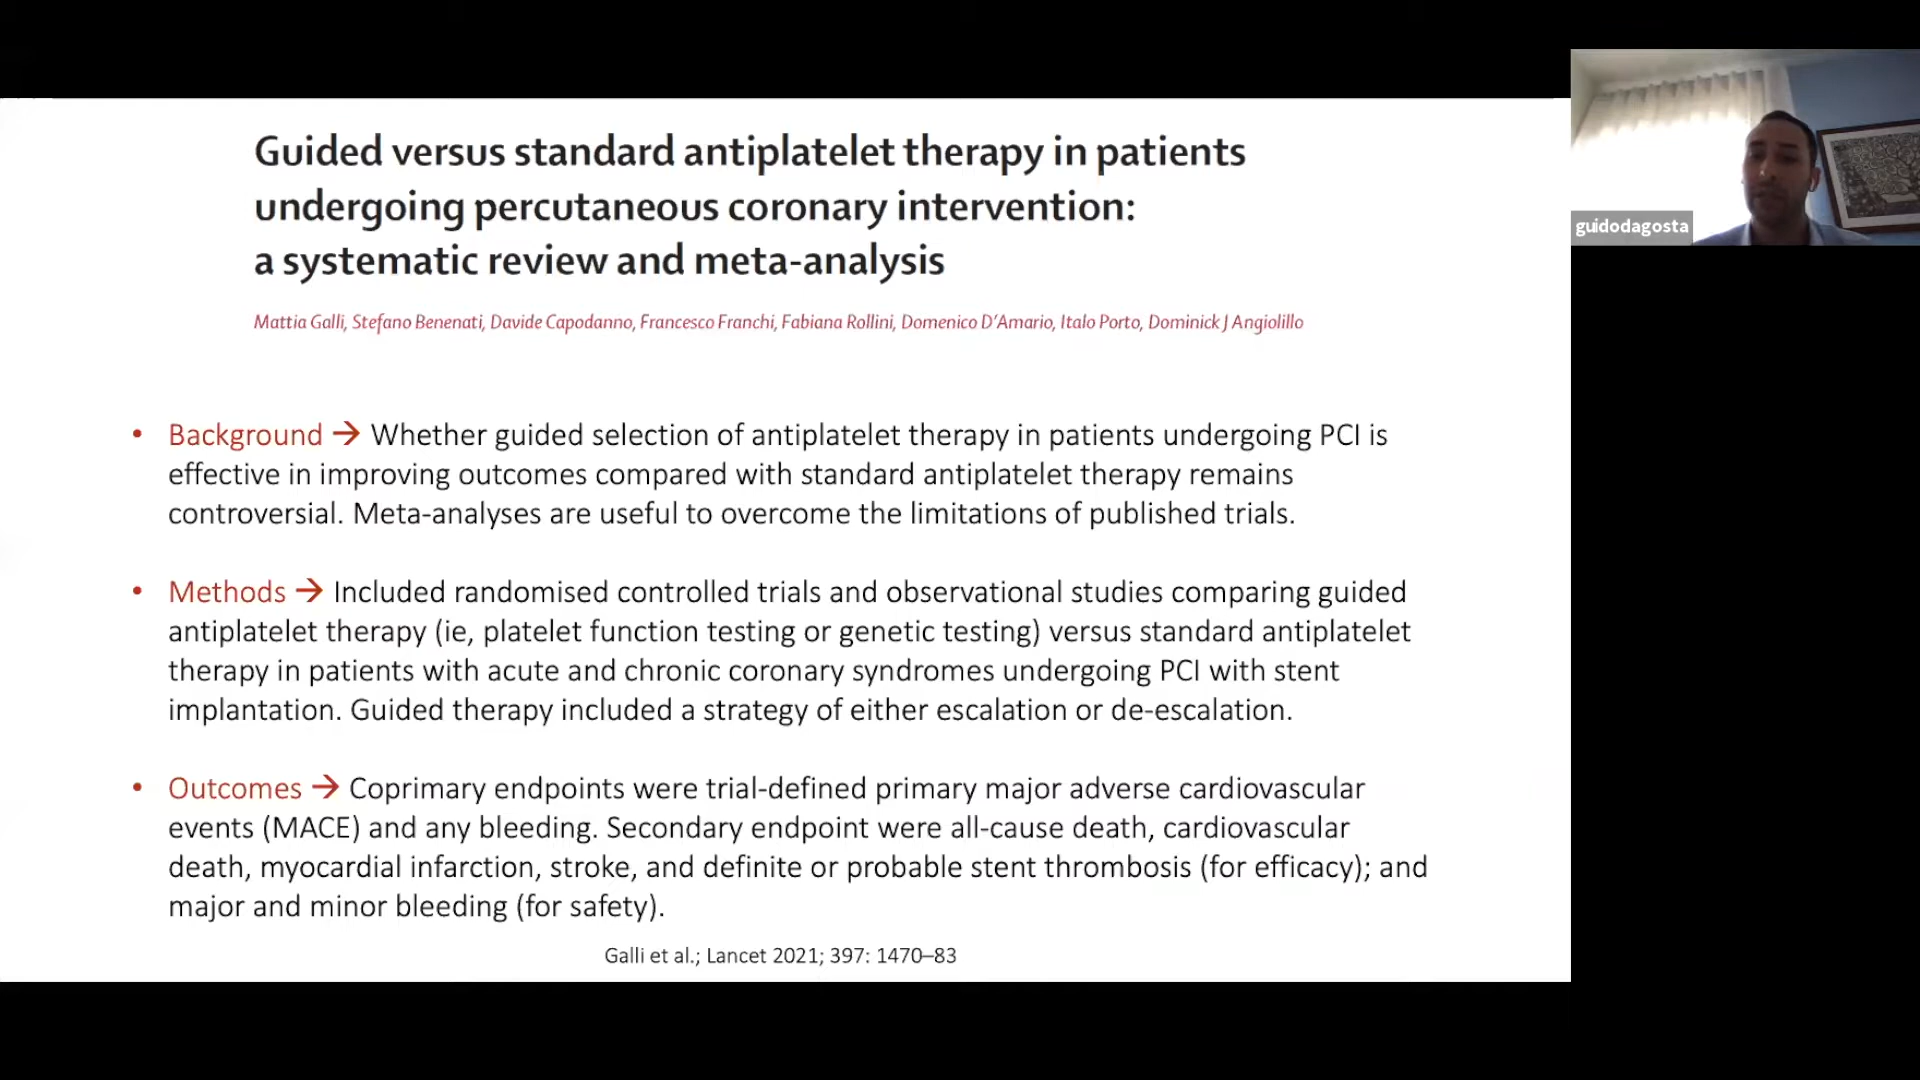 Guided versus standard antiplatelet therapy in patients
undergoing percutaneous coronary intervention:
a systematic review and meta-analysis
Mattia Galli, Stefano Benenati, Davide Capodanno, Francesco Franchi, Fabiana Rollini, Domenico D'Amario, Italo Porto, Dominick J Angiolillo
guidodagosta
• Background → Whether guided selection of antiplatelet therapy in patients undergoing PCI is
effective in improving outcomes compared with standard antiplatelet therapy remains
controversial. Meta-analyses are useful to overcome the limitations of published trials.
• Methods → Included randomised controlled trials and observational studies comparing guided
antiplatelet therapy (ie, platelet function testing or genetic testing) versus standard antiplatelet
therapy in patients with acute and chronic coronary syndromes undergoing PCI with stent
implantation. Guided therapy included a strategy of either escalation or de-escalation.
• Outcomes → Coprimary endpoints were trial-defined primary major adverse cardiovascular
events (MACE) and any bleeding. Secondary endpoint were all-cause death, cardiovascular
death, myocardial infarction, stroke, and definite or probable stent thrombosis (for efficacy); and
major and minor bleeding (for safety).
Galli et al.; Lancet 2021; 397: 1470–83